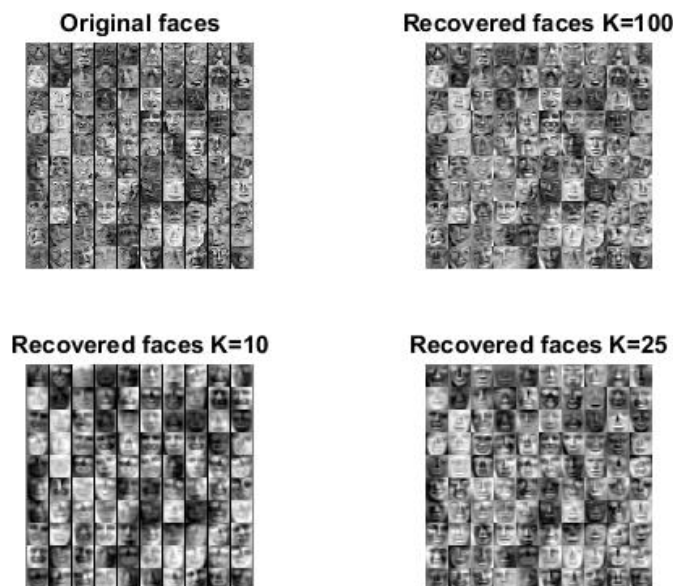 Original faces
Recovered faces K=100
Recovered faces K=10
Recovered faces K=25